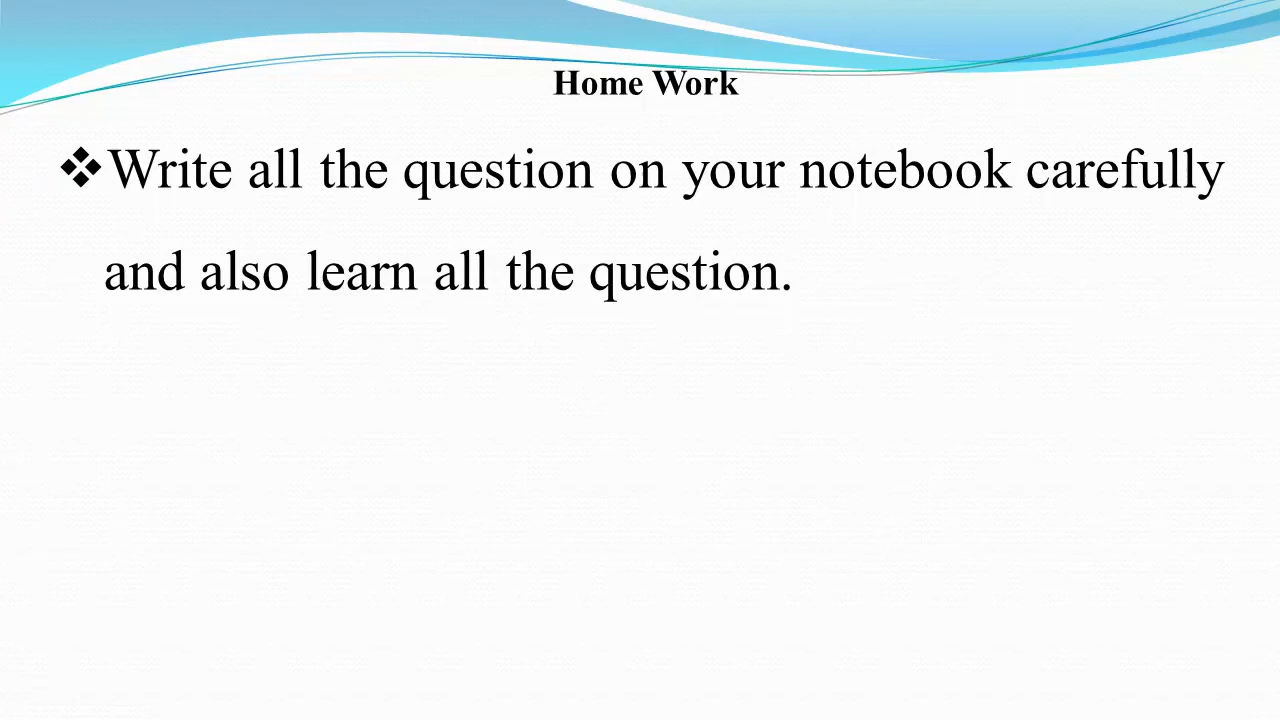 Home Work
❖Write all the question on your notebook carefully
and also learn all the question.